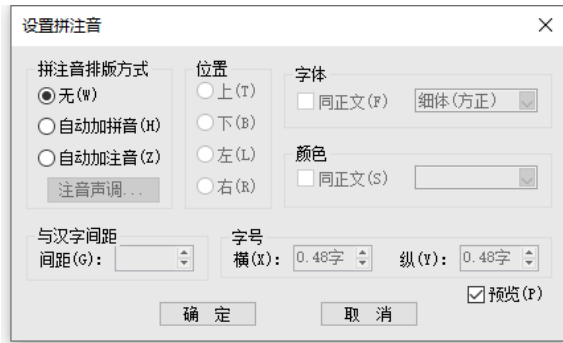 设置拼注音
拼注音排版方式
无(W)
自动加拼音(H)
自动加注音(Z)
注音声调...
位置
上(T)
下(B)
左(L)
右(R)
字体
同正文(F) 细体(方正)
颜色
同正文(S)
与汉字间距
间距(G):
字号
横(X): 0.48字 纵(Y): 0.48字
预览(P)
确 定 取 消